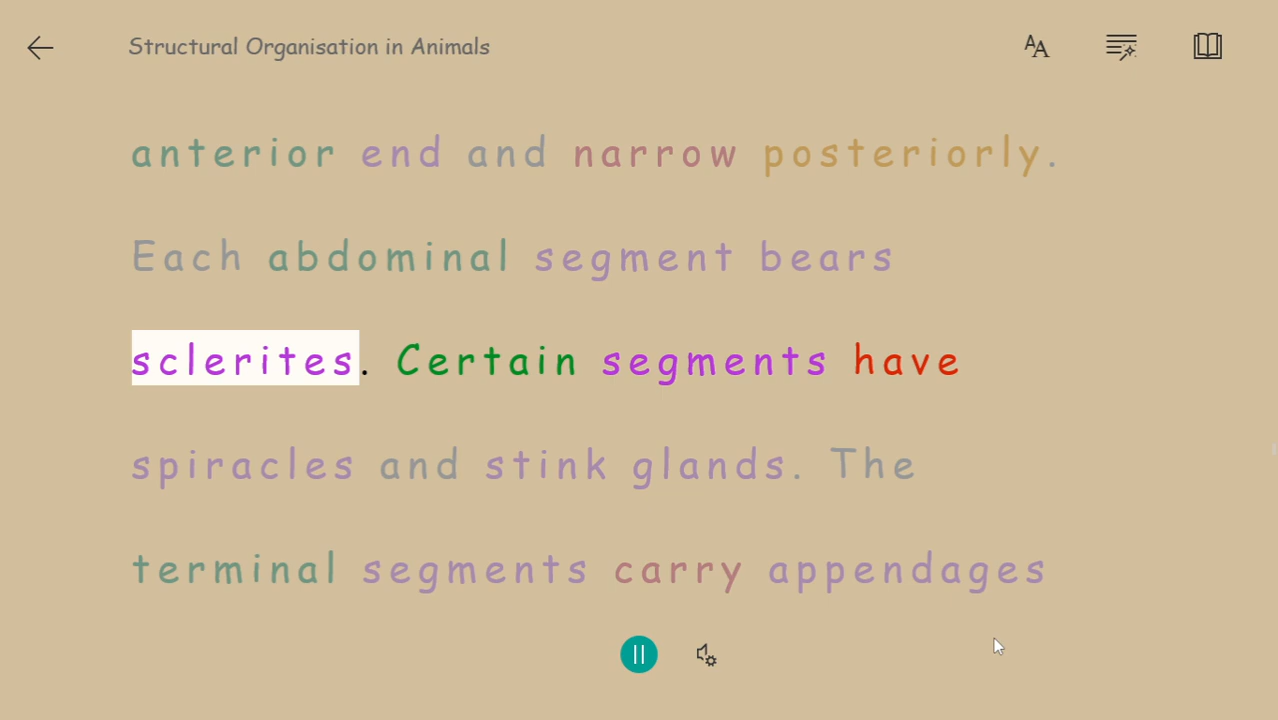 Structural Organisation in Animals
AA
anterior end and narrow posteriorly.
Each abdominal segment bears
sclerites. Certain segments have
spiracles and stink glands. The
terminal segments carry appendages